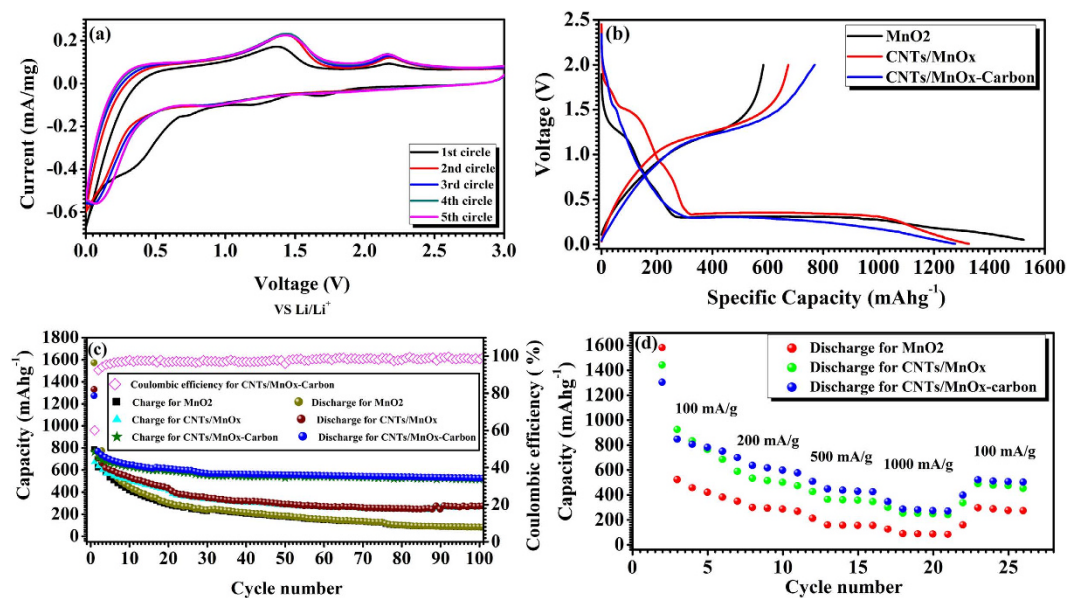 (a)
0.2
0.0
-0.2
-0.4
-0.6
Current (mA/mg)
1st circle
2nd circle
3rd circle
4th circle
5th circle
0.0 0.5 1.0 1.5 2.0 2.5 3.0
Voltage (V)
VS Li/Li+
(b)
2.5
2.0
1.5
1.0
0.5
0.0
Voltage (V)
MnO2
CNTs/MnOx
CNTs/MnOx-Carbon
0 200 400 600 800 1000 1200 1400 1600
Specific Capacity (mAhg-1)
(c)
1800
1600
1400
1200
1000
800
600
400
200
0
Capacity (mAhg-1)
Coulombic efficiency for CNTs/MnOx-Carbon
Charge for MnO2 Discharge for MnO2
Charge for CNTs/MnOx Discharge for CNTs/MnOx
Charge for CNTs/MnOx-Carbon Discharge for CNTs/MnOx-Carbon
100
80
60
40
20
0
Coulombic efficiency (%)
0 10 20 30 40 50 60 70 80 90 100
Cycle number
(d)
1600
1400
1200
1000
800
600
400
200
0
Capacity (mAhg-1)
Discharge for MnO2
Discharge for CNTs/MnOx
Discharge for CNTs/MnOx-carbon
100 mA/g
200 mA/g
500 mA/g
1000 mA/g
100 mA/g
0 5 10 15 20 25
Cycle number